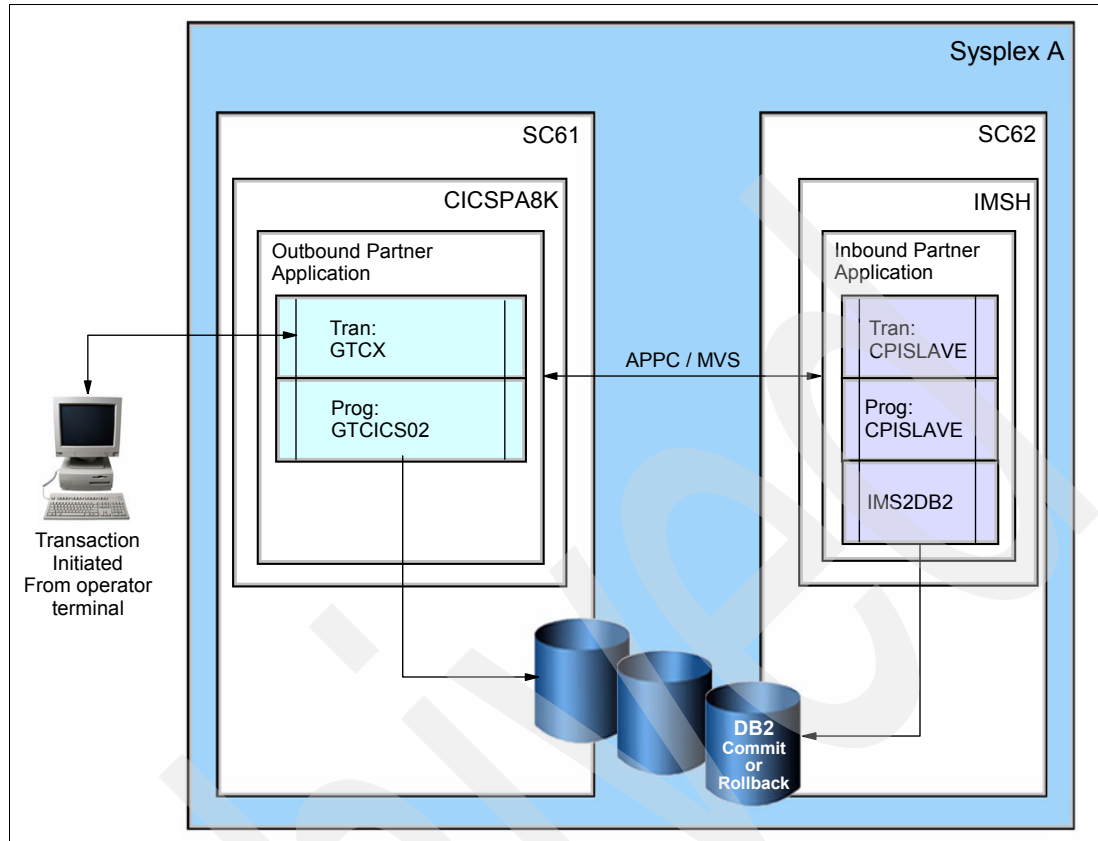 Sysplex A
SC61
SC62
CICSPA8K
IMSH
Outbound Partner
Application
Inbound Partner
Application
Tran:
GTCX
Tran:
CPISLAVE
APPC / MVS
Prog:
GTCICS02
Prog:
CPISLAVE
IMS2DB2
Transaction
Initiated
From operator
terminal
DB2
Commit
or
Rollback